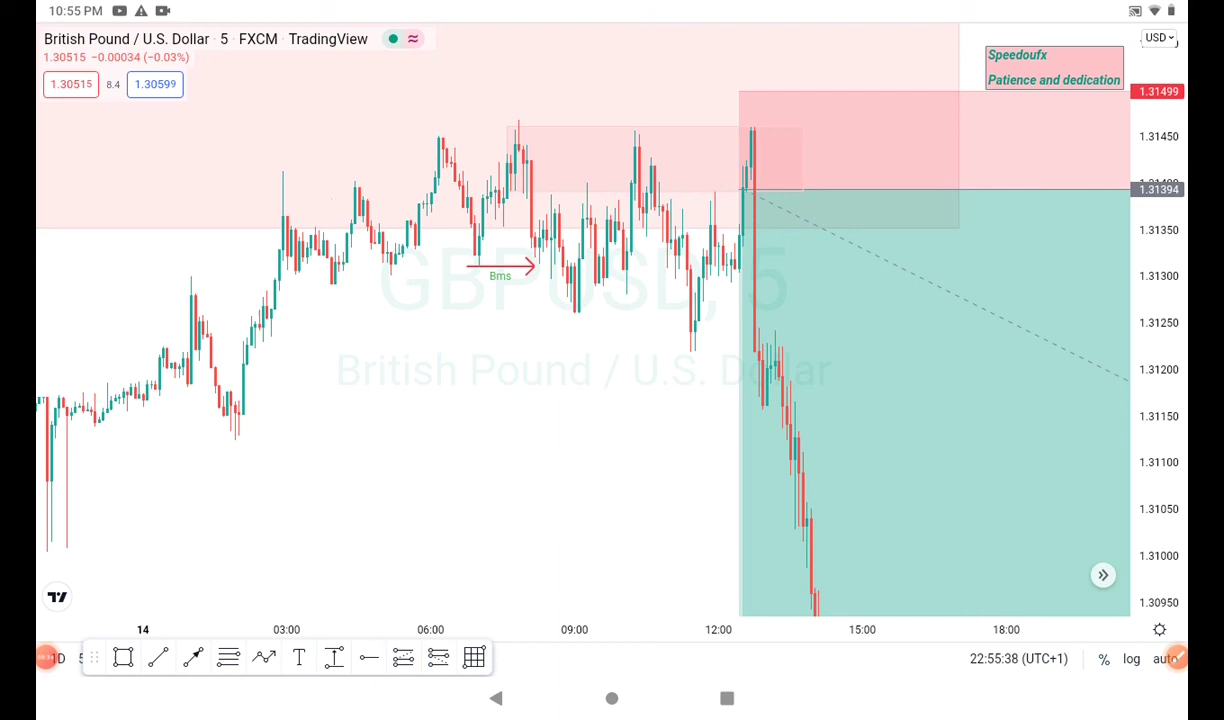 10:55 PM
British Pound / U.S. Dollar · 5 · FXCM · TradingView
1.30515 −0.00034 (−0.03%)
1.30515 8.4 1.30599
USD
Speedoufx
Patience and dedication
1.31499
1.31450
1.31394
1.31350
1.31300
1.31250
1.31200
1.31150
1.31100
1.31050
1.31000
1.30950
Bms
GBPUSD, 5
British Pound / U.S. Dollar
14 03:00 06:00 09:00 12:00 15:00 18:00
22:55:38 (UTC+1) % log auto